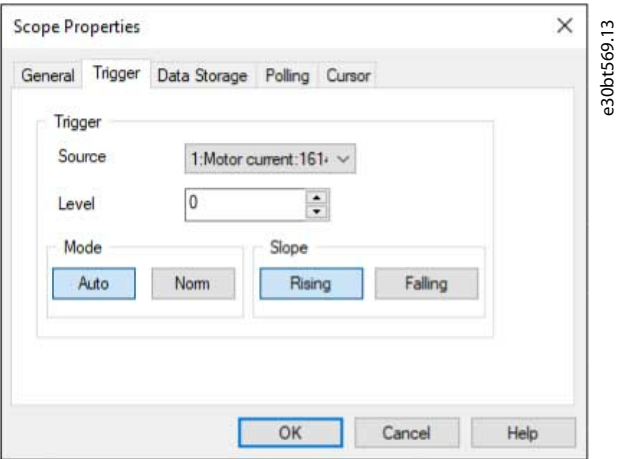 Scope Properties
General Trigger Data Storage Polling Cursor
Trigger
Source 1:Motor current:161
Level 0
Mode Slope
Auto Norm Rising Falling
OK Cancel Help
e30bt569.13